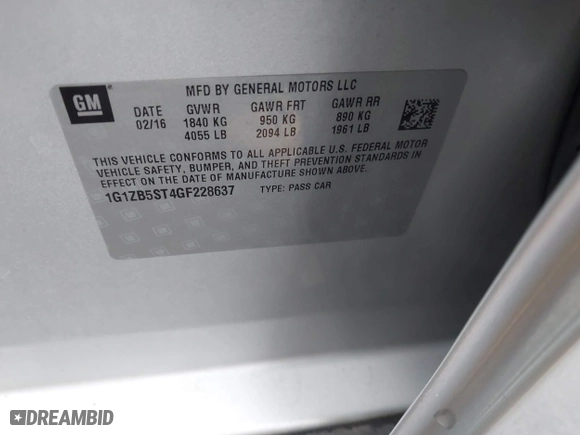 GM
MFD BY GENERAL MOTORS LLC
DATE GVWR GAWR FRT GAWR RR
02/16 1840 KG 950 KG 890 KG
4055 LB 2094 LB 1961 LB
THIS VEHICLE CONFORMS TO ALL APPLICABLE U.S. FEDERAL MOTOR
VEHICLE SAFETY, BUMPER, AND THEFT PREVENTION STANDARDS IN
EFFECT ON THE DATE OF MANUFACTURE SHOWN ABOVE.
1G1ZB5ST4GF228637 TYPE: PASS CAR
DREAMBID